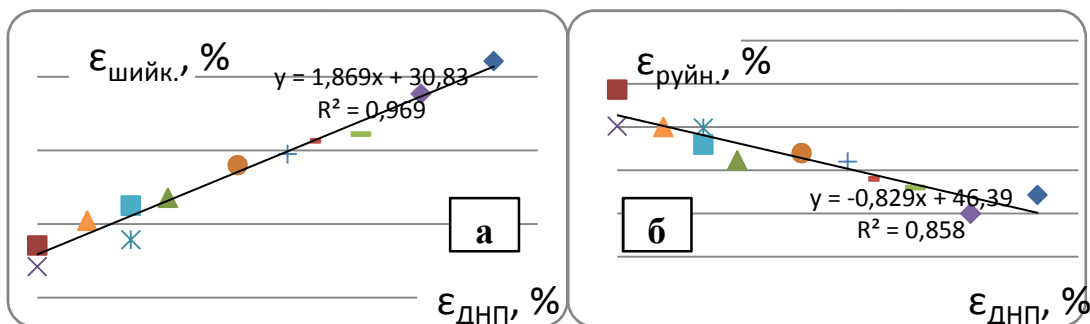 εшийк., %
y = 1,869x + 30,83
R² = 0,969
а
εДНП, %
εруйн., %
y = -0,829x + 46,39
R² = 0,858
б
εДНП, %